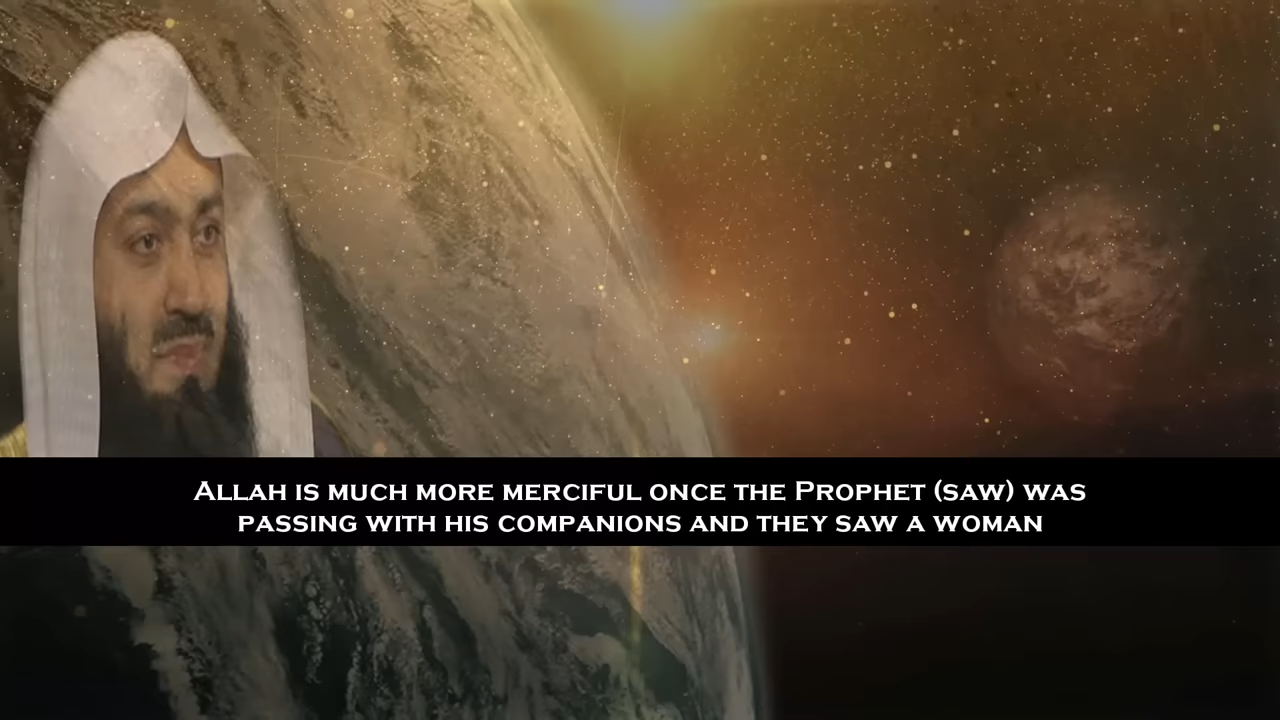 Allah is much more merciful once the Prophet (saw) was
passing with his companions and they saw a woman